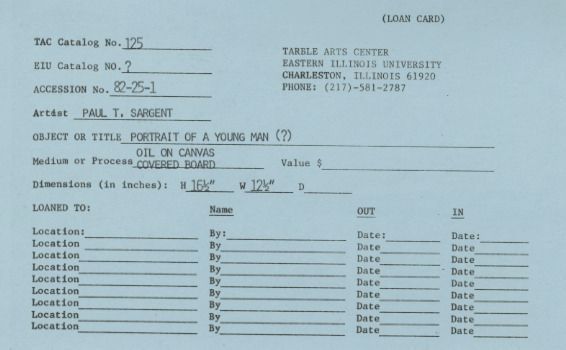 (LOAN CARD)
TAC Catalog No. 125
EIU Catalog NO. ?
ACCESSION No. 82-25-1
TARBLE ARTS CENTER
EASTERN ILLINOIS UNIVERSITY
CHARLESTON, ILLINOIS 61920
PHONE: (217)-581-2787
Artist PAUL T. SARGENT
OBJECT OR TITLE PORTRAIT OF A YOUNG MAN (?)
OIL ON CANVAS
Medium or Process COVERED BOARD Value $
Dimensions (in inches): H 16½" W 12½" D
LOANED TO: Name OUT IN
Location: By: Date: Date:
Location By Date Date
Location By Date Date
Location By Date Date
Location By Date Date
Location By Date Date
Location By Date Date
Location By Date Date
Location By Date Date